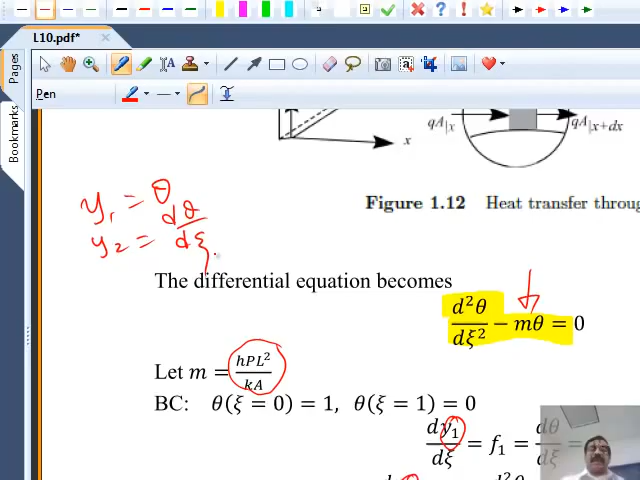 L10.pdf*
Pages
Bookmarks
Pen
qA|x
qA|x+dx
x
Figure 1.12 Heat transfer throu
y₁ = θ
y₂ = dθ/dξ
The differential equation becomes
d²θ/dξ² − mθ = 0
Let m = hPL²/kA
BC: θ(ξ = 0) = 1, θ(ξ = 1) = 0
dy₁/dξ = f₁ = dθ/dξ =